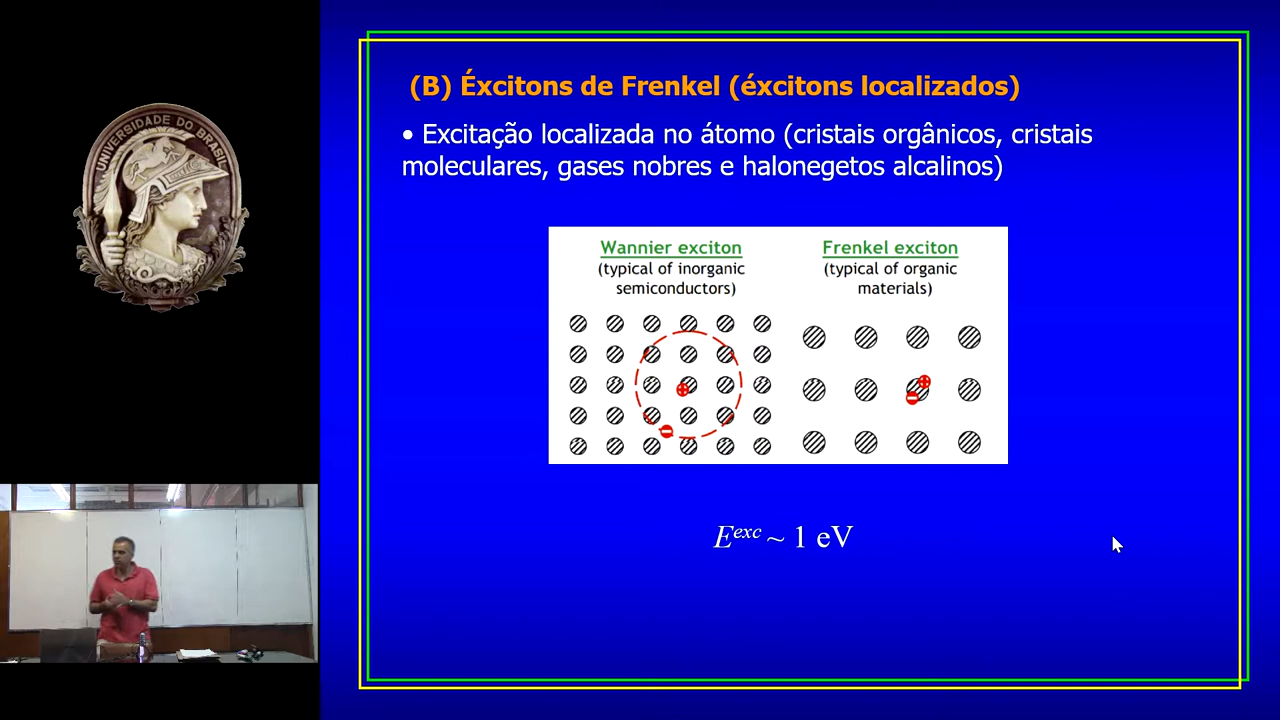 UNIVERSIDADE DO BRASIL
(B) Éxcitons de Frenkel (éxcitons localizados)
• Excitação localizada no átomo (cristais orgânicos, cristais
moleculares, gases nobres e halonegetos alcalinos)
Wannier exciton
(typical of inorganic
semiconductors)
Frenkel exciton
(typical of organic
materials)
E^exc ~ 1 eV